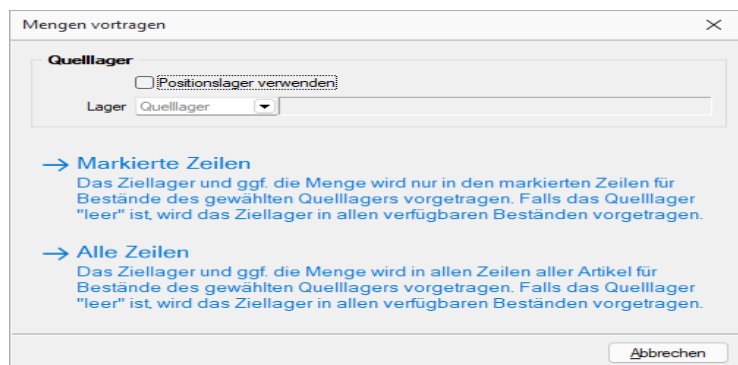 Mengen vortragen
Quelllager
Positionslager verwenden
Lager Quelllager
Markierte Zeilen
Das Ziellager und ggf. die Menge wird nur in den markierten Zeilen für
Bestände des gewählten Quelllagers vorgetragen. Falls das Quelllager
"leer" ist, wird das Ziellager in allen verfügbaren Beständen vorgetragen.
Alle Zeilen
Das Ziellager und ggf. die Menge wird in allen Zeilen aller Artikel für
Bestände des gewählten Quelllagers vorgetragen. Falls das Quelllager
"leer" ist, wird das Ziellager in allen verfügbaren Beständen vorgetragen.
Abbrechen